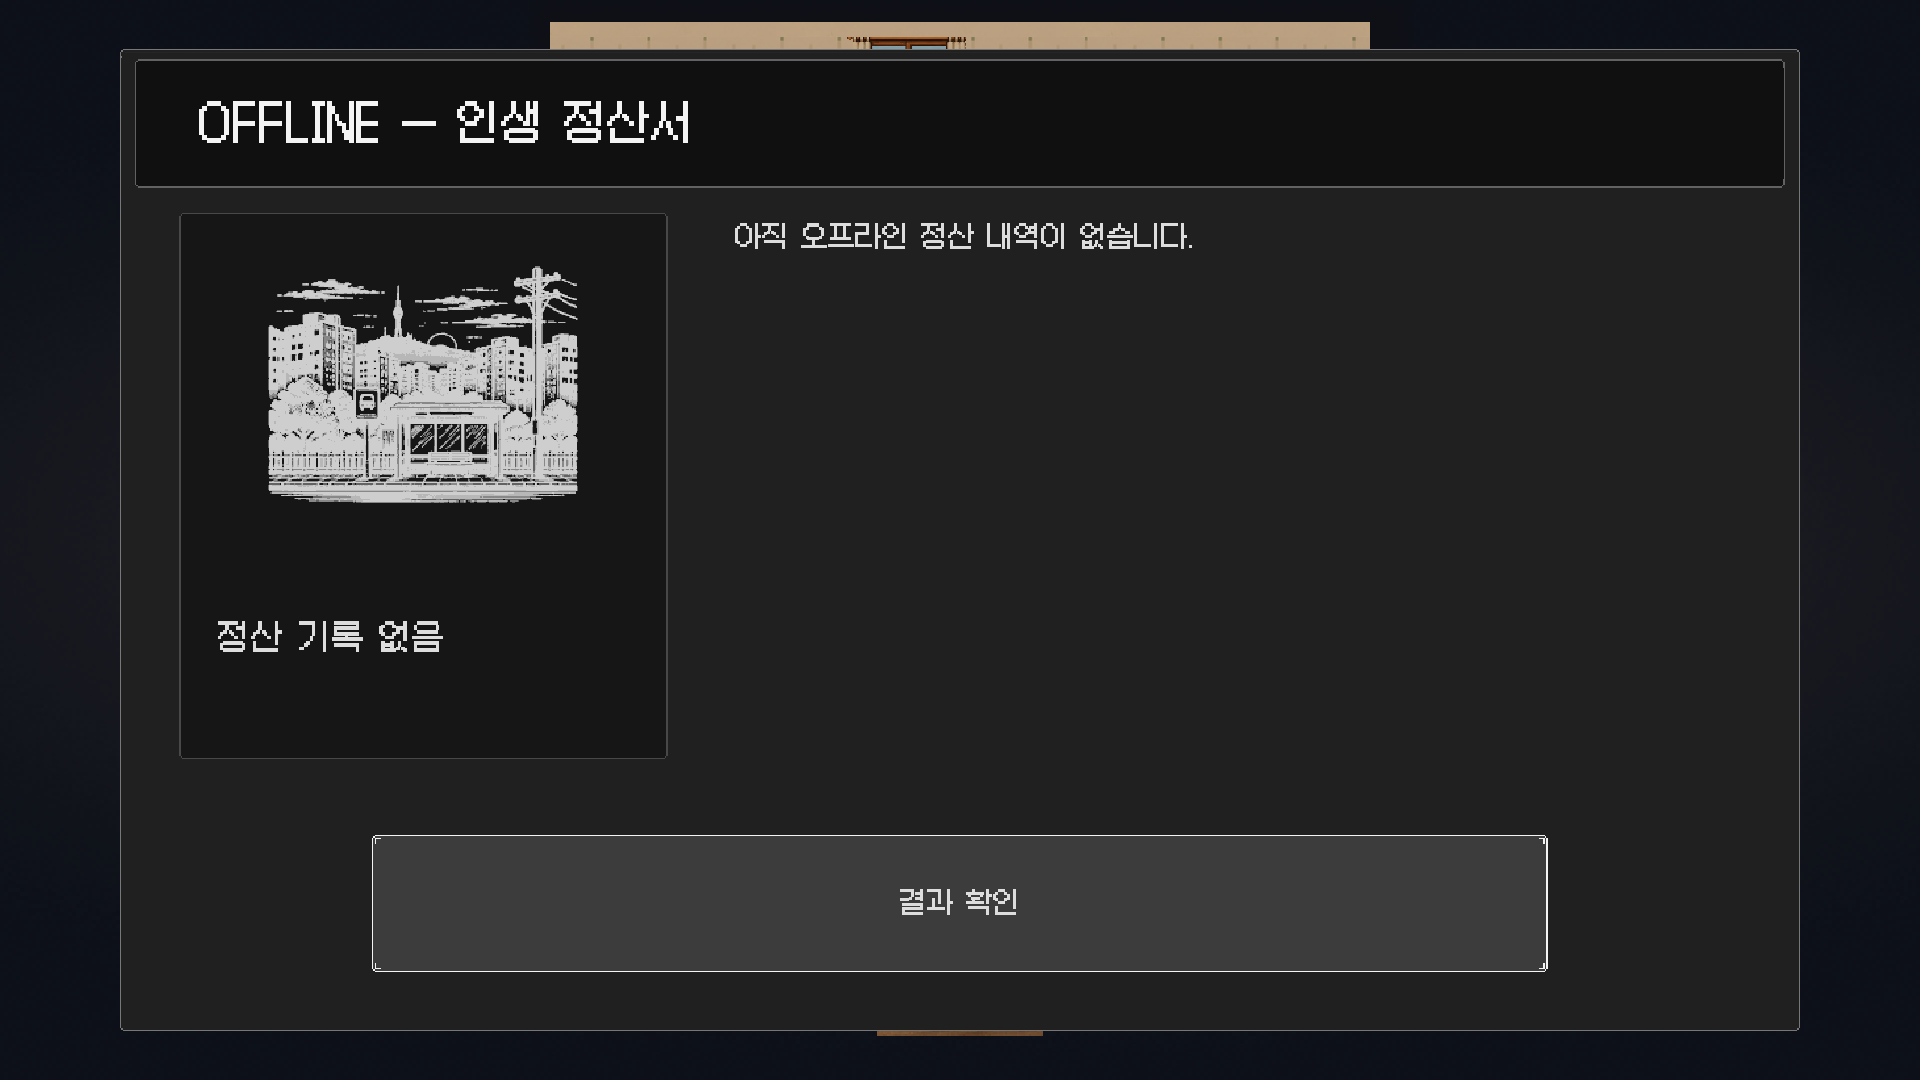 OFFLINE — 인생 정산서
아직 오프라인 정산 내역이 없습니다.
정산 기록 없음
결과 확인